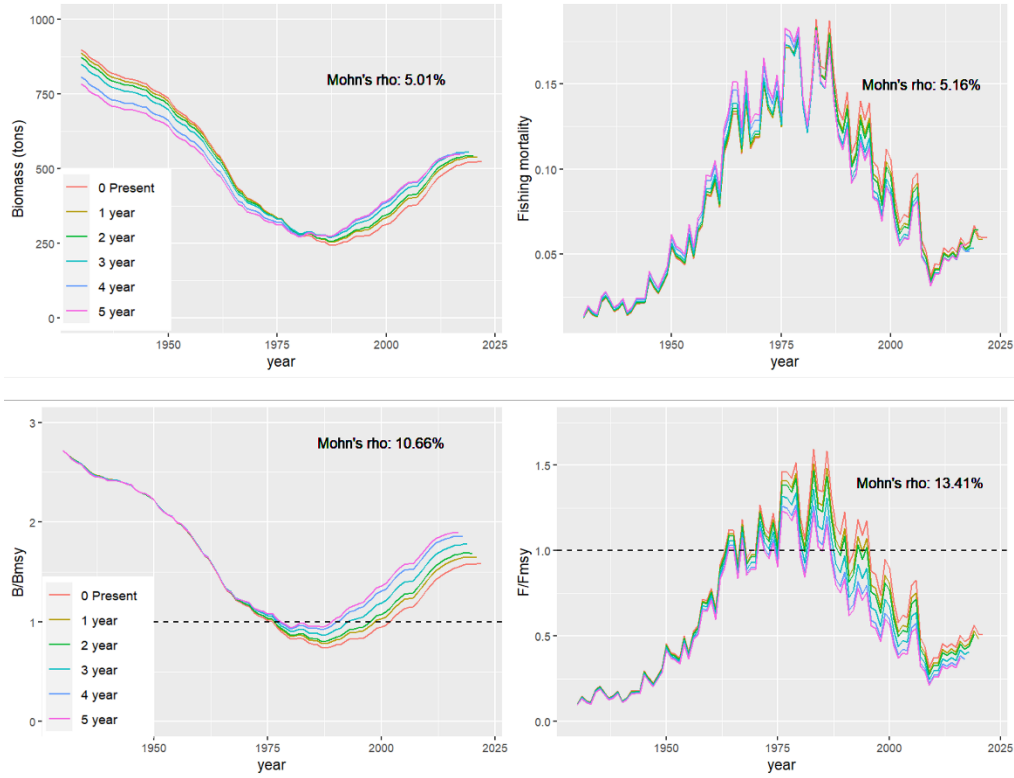 1000
750
500
250
0
Biomass (tons)
Mohn's rho: 5.01%
0 Present
1 year
2 year
3 year
4 year
5 year
1950
1975
2000
2025
year
0.15
0.10
0.05
Fishing mortality
Mohn's rho: 5.16%
1950
1975
2000
2025
year
3
2
1
0
B/Bmsy
Mohn's rho: 10.66%
0 Present
1 year
2 year
3 year
4 year
5 year
1950
1975
2000
2025
year
1.5
1.0
0.5
0.0
F/Fmsy
Mohn's rho: 13.41%
1950
1975
2000
2025
year